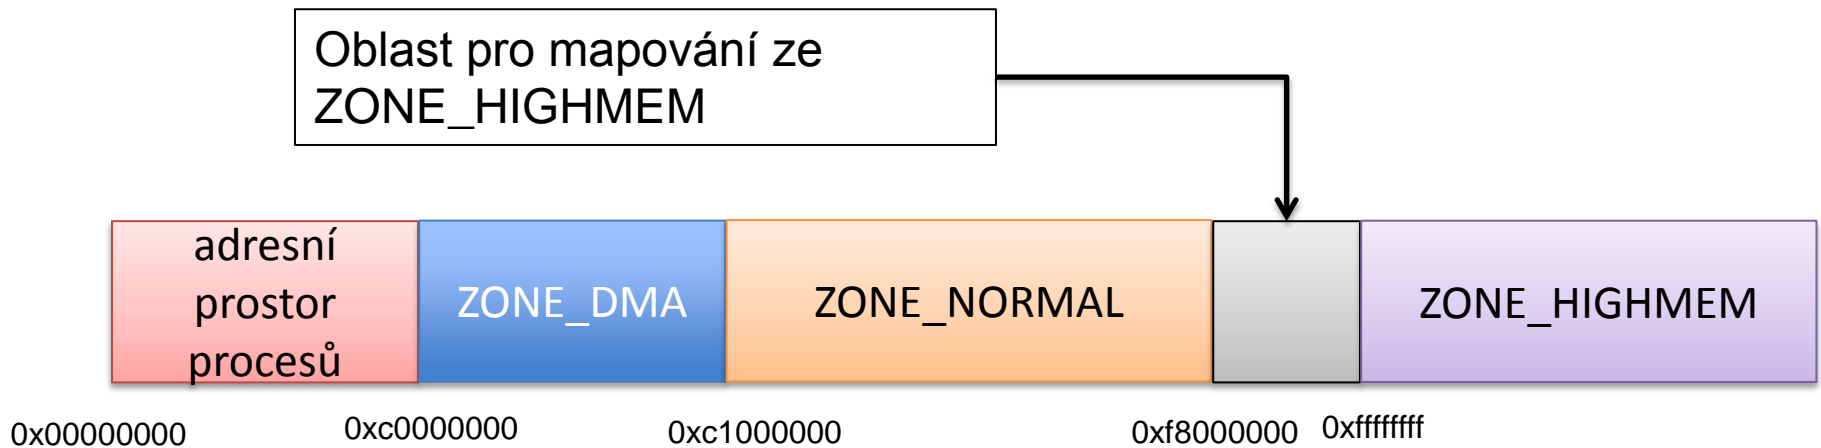 Oblast pro mapování ze
ZONE_HIGHMEM
adresní
prostor
procesů
ZONE_DMA
ZONE_NORMAL
ZONE_HIGHMEM
0x00000000
0xc0000000
0xc1000000
0xf8000000
0xffffffff